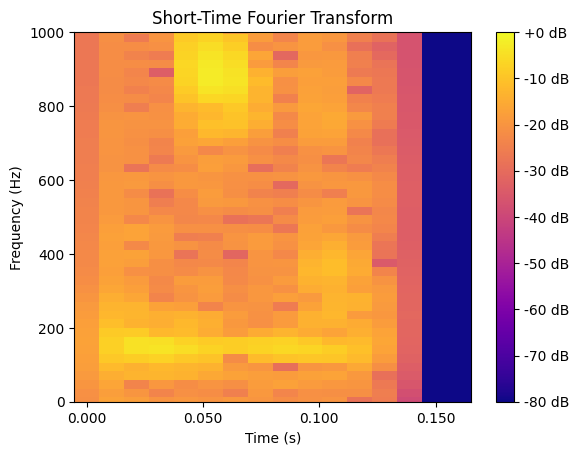 Short-Time Fourier Transform
1000
800
600
400
200
0
Frequency (Hz)
0.000
0.050
0.100
0.150
Time (s)
+0 dB
-10 dB
-20 dB
-30 dB
-40 dB
-50 dB
-60 dB
-70 dB
-80 dB